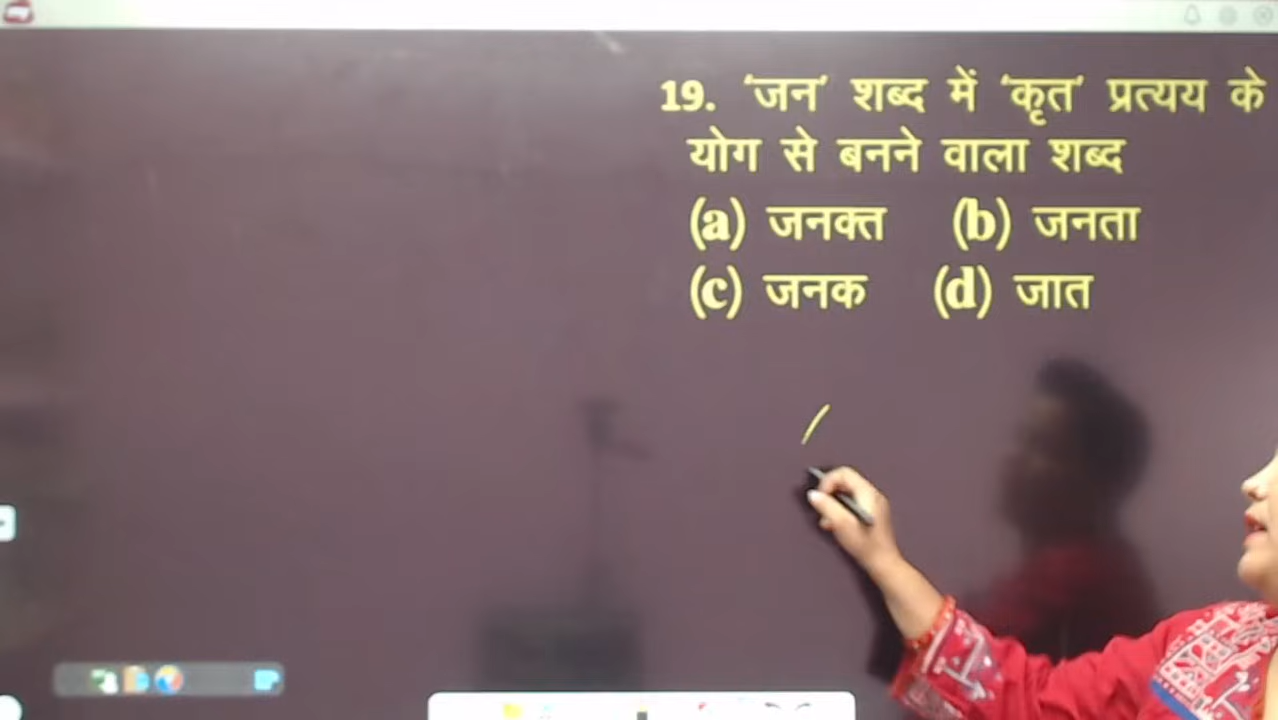 19. 'जन' शब्द में 'कृत' प्रत्यय के
योग से बनने वाला शब्द
(a) जनक्त (b) जनता
(c) जनक (d) जात